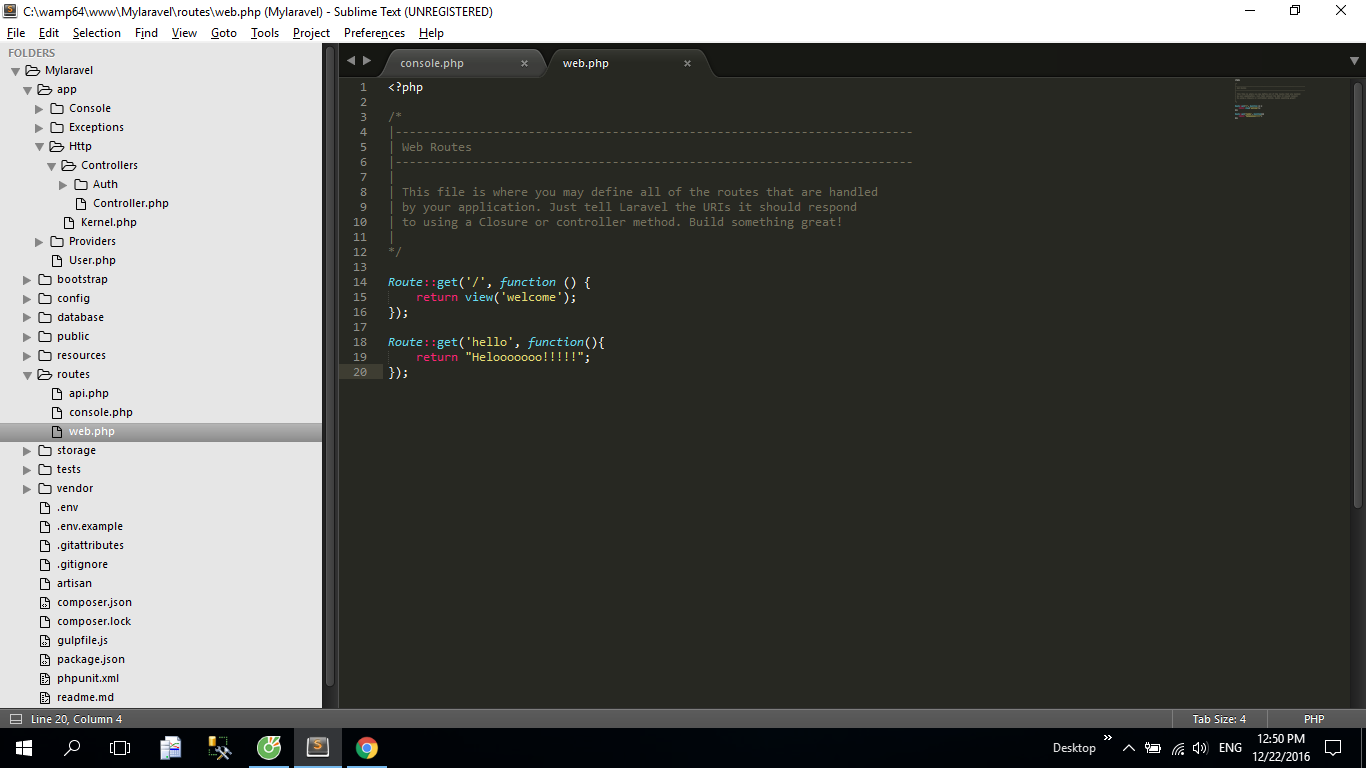 C:\wamp64\www\Mylaravel\routes\web.php (Mylaravel) - Sublime Text (UNREGISTERED)
File Edit Selection Find View Goto Tools Project Preferences Help
FOLDERS
Mylaravel
app
Console
Exceptions
Http
Controllers
Auth
Controller.php
Kernel.php
Providers
User.php
bootstrap
config
database
public
resources
routes
api.php
console.php
web.php
storage
tests
vendor
.env
.env.example
.gitattributes
.gitignore
artisan
composer.json
composer.lock
gulpfile.js
package.json
phpunit.xml
readme.md
console.php × web.php ×
1 <?php
2
3 /*
4 |--------------------------------------------------------------------------
5 | Web Routes
6 |--------------------------------------------------------------------------
7 |
8 | This file is where you may define all of the routes that are handled
9 | by your application. Just tell Laravel the URIs it should respond
10 | to using a Closure or controller method. Build something great!
11 |
12 */
13
14 Route::get('/', function () {
15     return view('welcome');
16 });
17
18 Route::get('hello', function(){
19     return "Helooooooo!!!!!";
20 });
Line 20, Column 4 Tab Size: 4 PHP
Desktop ENG 12:50 PM
12/22/2016